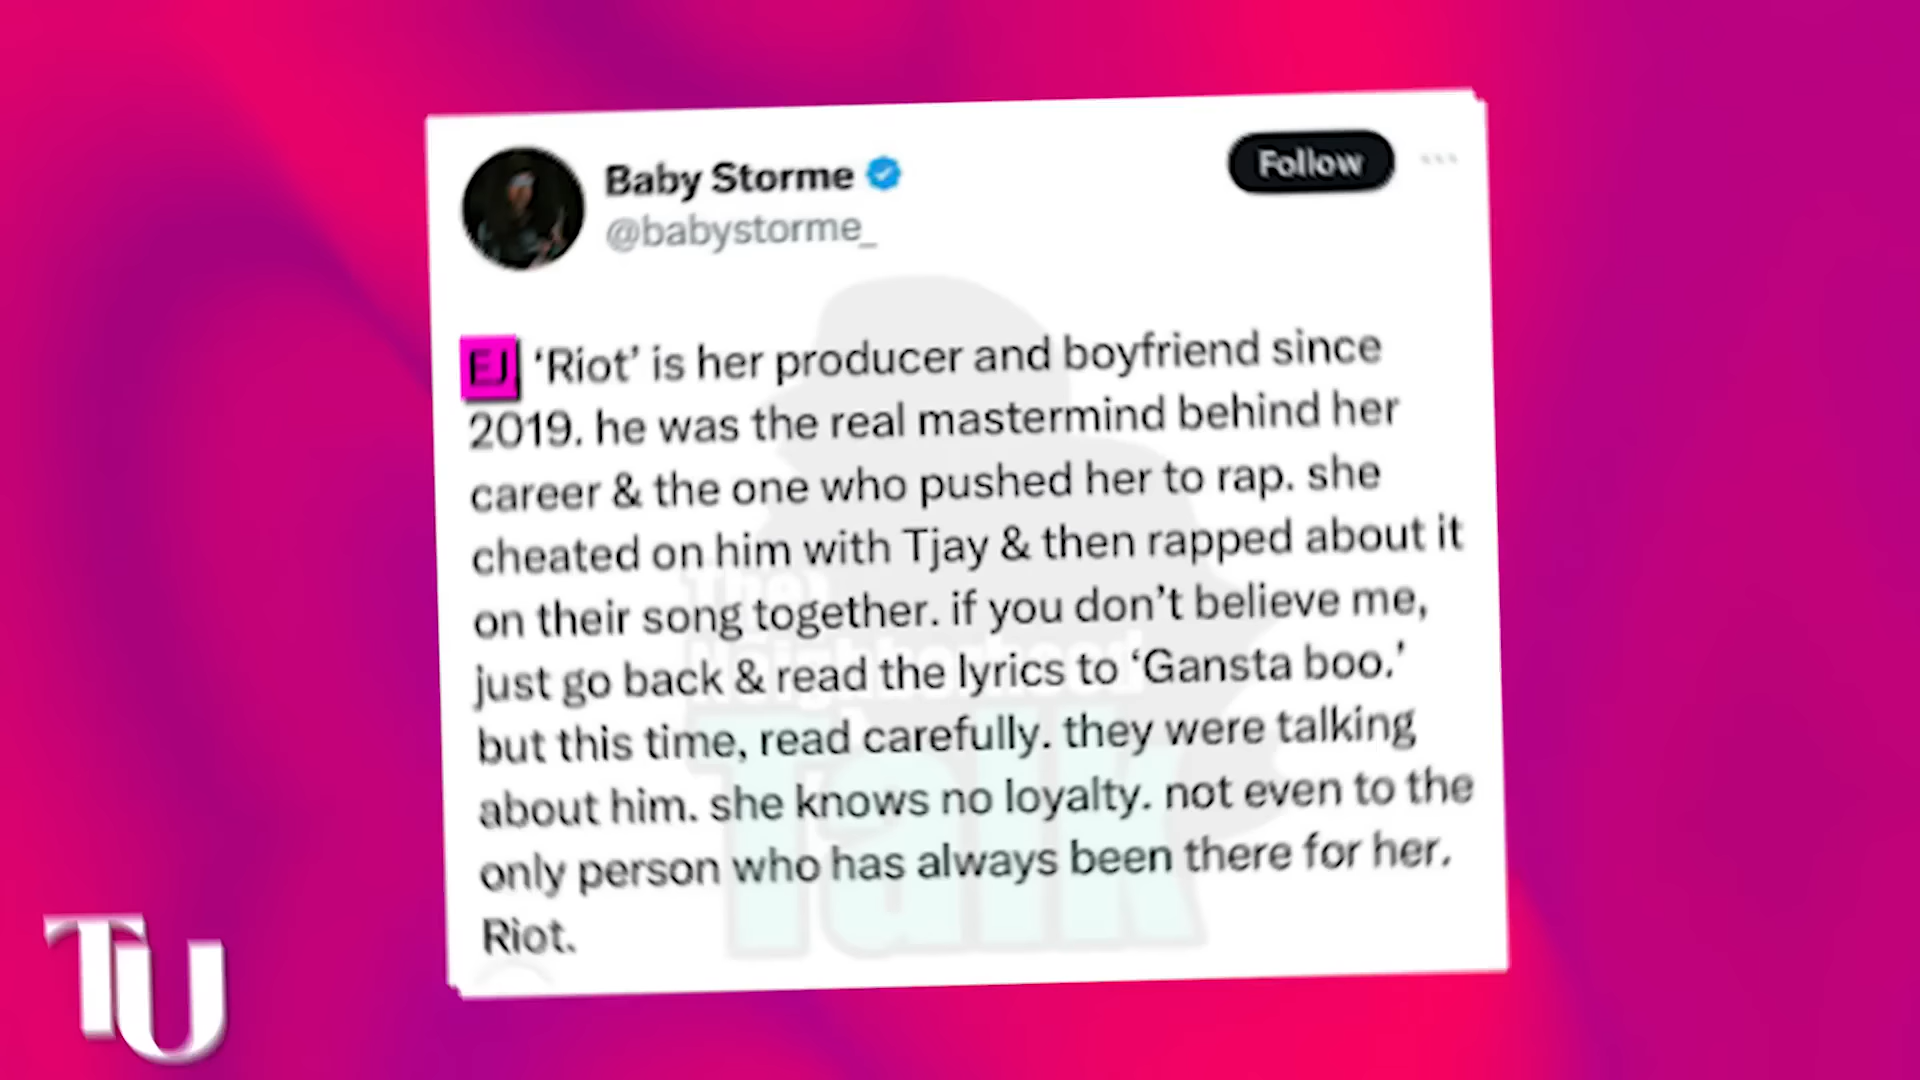 Baby Storme
Follow
@babystorme_
EJ ‘Riot’ is her producer and boyfriend since
2019. he was the real mastermind behind her
career & the one who pushed her to rap. she
cheated on him with Tjay & then rapped about it
on their song together. if you don’t believe me,
just go back & read the lyrics to ‘Gansta boo.’
but this time, read carefully. they were talking
about him. she knows no loyalty. not even to the
only person who has always been there for her.
Riot.
The
Neighborhood
Talk
TU